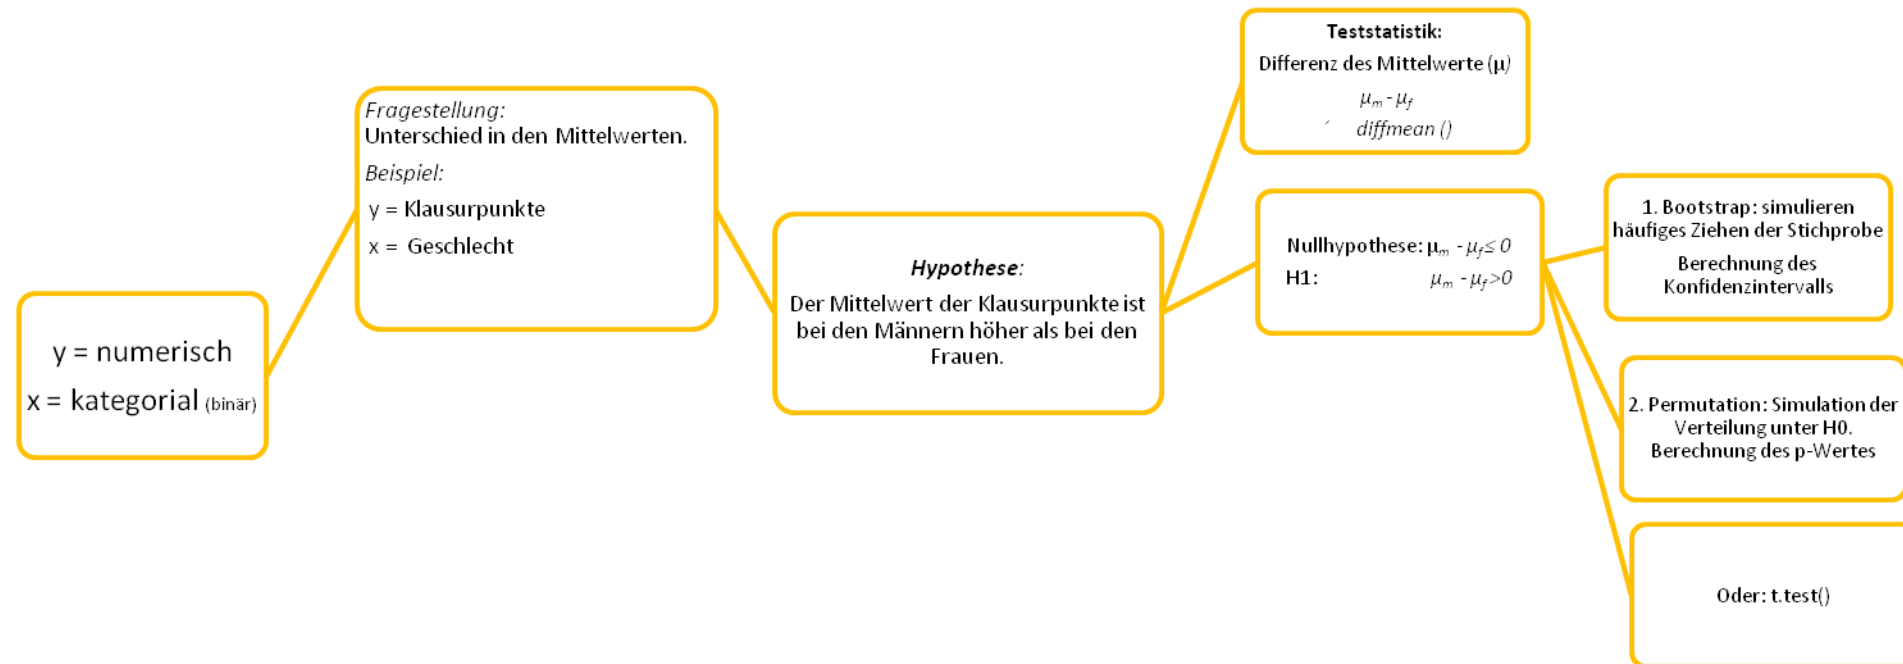 y = numerisch
x = kategorial (binär)
Fragestellung:
Unterschied in den Mittelwerten.
Beispiel:
y = Klausurpunkte
x = Geschlecht
Hypothese:
Der Mittelwert der Klausurpunkte ist
bei den Männern höher als bei den
Frauen.
Teststatistik:
Differenz des Mittelwerte (μ)
μm - μf
diffmean ()
Nullhypothese: μm - μf ≤ 0
H1: μm - μf >0
1. Bootstrap: simulieren
häufiges Ziehen der Stichprobe
Berechnung des
Konfidenzintervalls
2. Permutation: Simulation der
Verteilung unter H0.
Berechnung des p-Wertes
Oder: t.test()